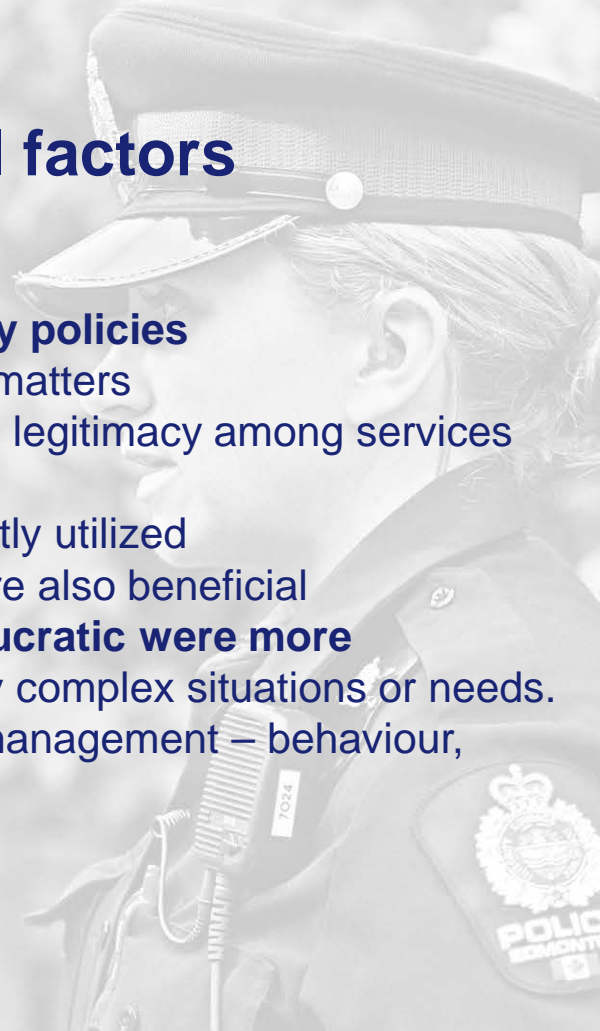 factors
y policies
matters
legitimacy among services
tly utilized
re also beneficial
ucratic were more
y complex situations or needs.
management – behaviour,
7024
POLIC
EDMONT